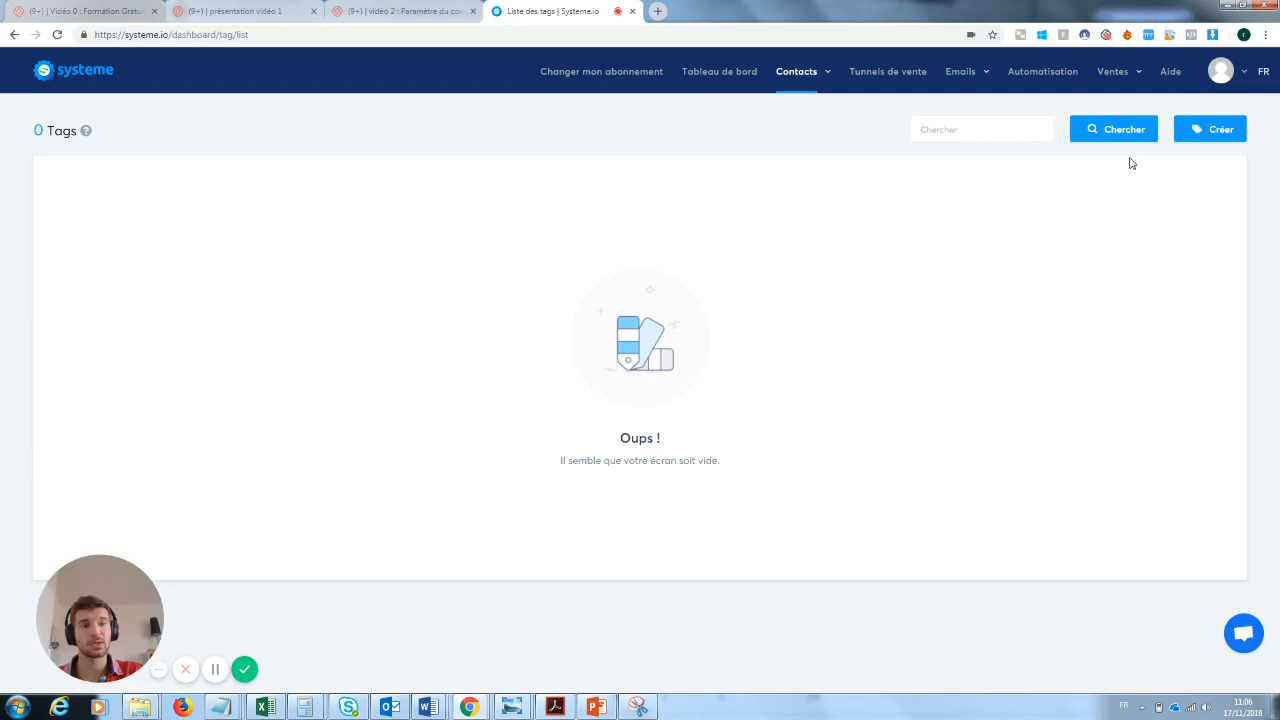 (9+) | Vidéo 0 : Formation Gratui
(9+) | présentation vidéo 1
(9+) | vidéo 2 : Paramètre du co
Liste des tags | Systeme.io
https://systeme.io/dashboard/tag/list
systeme
Changer mon abonnement
Tableau de bord
Contacts
Tunnels de vente
Emails
Automatisation
Ventes
Aide
FR
0 Tags ?
Chercher
Chercher
Créer
Oups !
Il semble que votre écran soit vide.
FR
11:06
17/11/2018